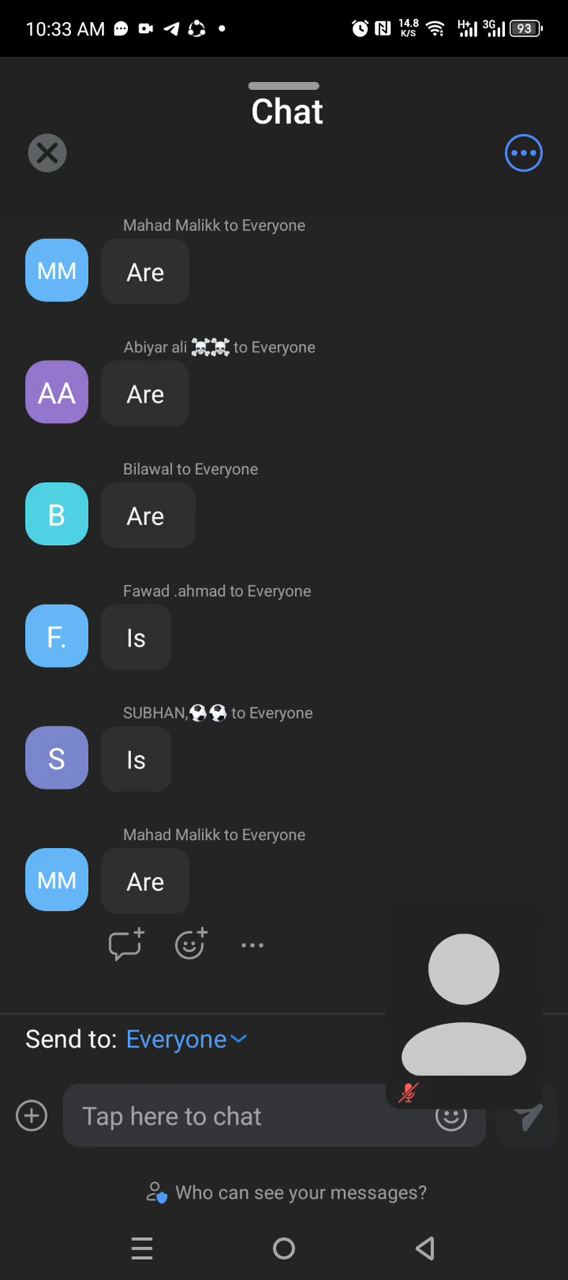 10:33 AM 14.8 K/S H+ 3G 93
Chat
Mahad Malikk to Everyone
MM Are
Abiyar ali ☠️☠️ to Everyone
AA Are
Bilawal to Everyone
B Are
Fawad .ahmad to Everyone
F. Is
SUBHAN,⚽⚽ to Everyone
S Is
Mahad Malikk to Everyone
MM Are
Send to: Everyone
Tap here to chat
Who can see your messages?